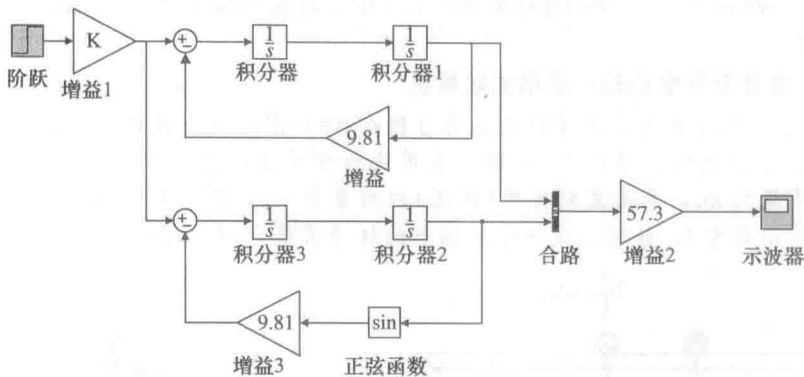 K
阶跃
增益1
+
−
1
s
积分器
1
s
积分器1
9.81
增益
+
−
1
s
积分器3
1
s
积分器2
合路
57.3
增益2
示波器
9.81
增益3
sin
正弦函数